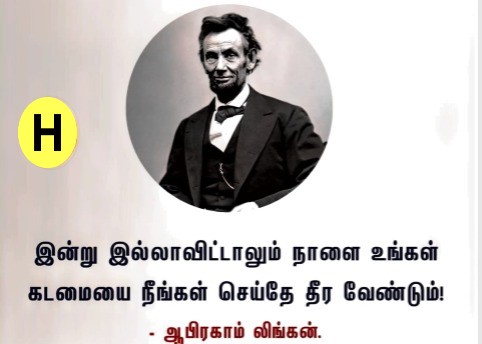 H
இன்று இல்லாவிட்டாலும் நாளை உங்கள்
கடமையை நீங்கள் செய்தே தீர வேண்டும்!
- ஆபிரகாம் லிங்கன்.